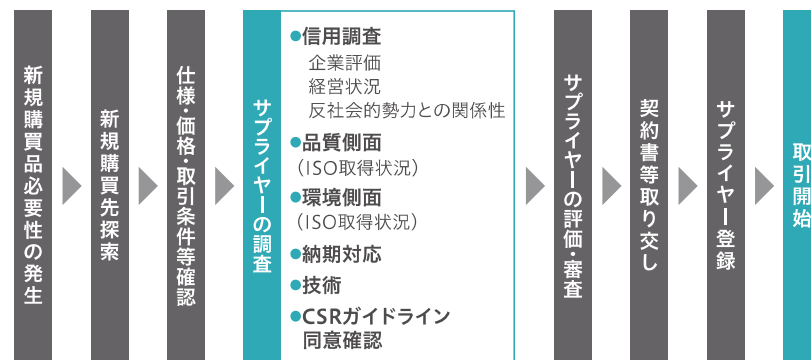 新規購買品必要性の発生
新規購買先探索
仕様・価格・取引条件等確認
サプライヤーの調査
●信用調査
企業評価
経営状況
反社会的勢力との関係性
●品質側面
（ISO取得状況）
●環境側面
（ISO取得状況）
●納期対応
●技術
●CSRガイドライン
同意確認
サプライヤーの評価・審査
契約書等取り交し
サプライヤー登録
取引開始